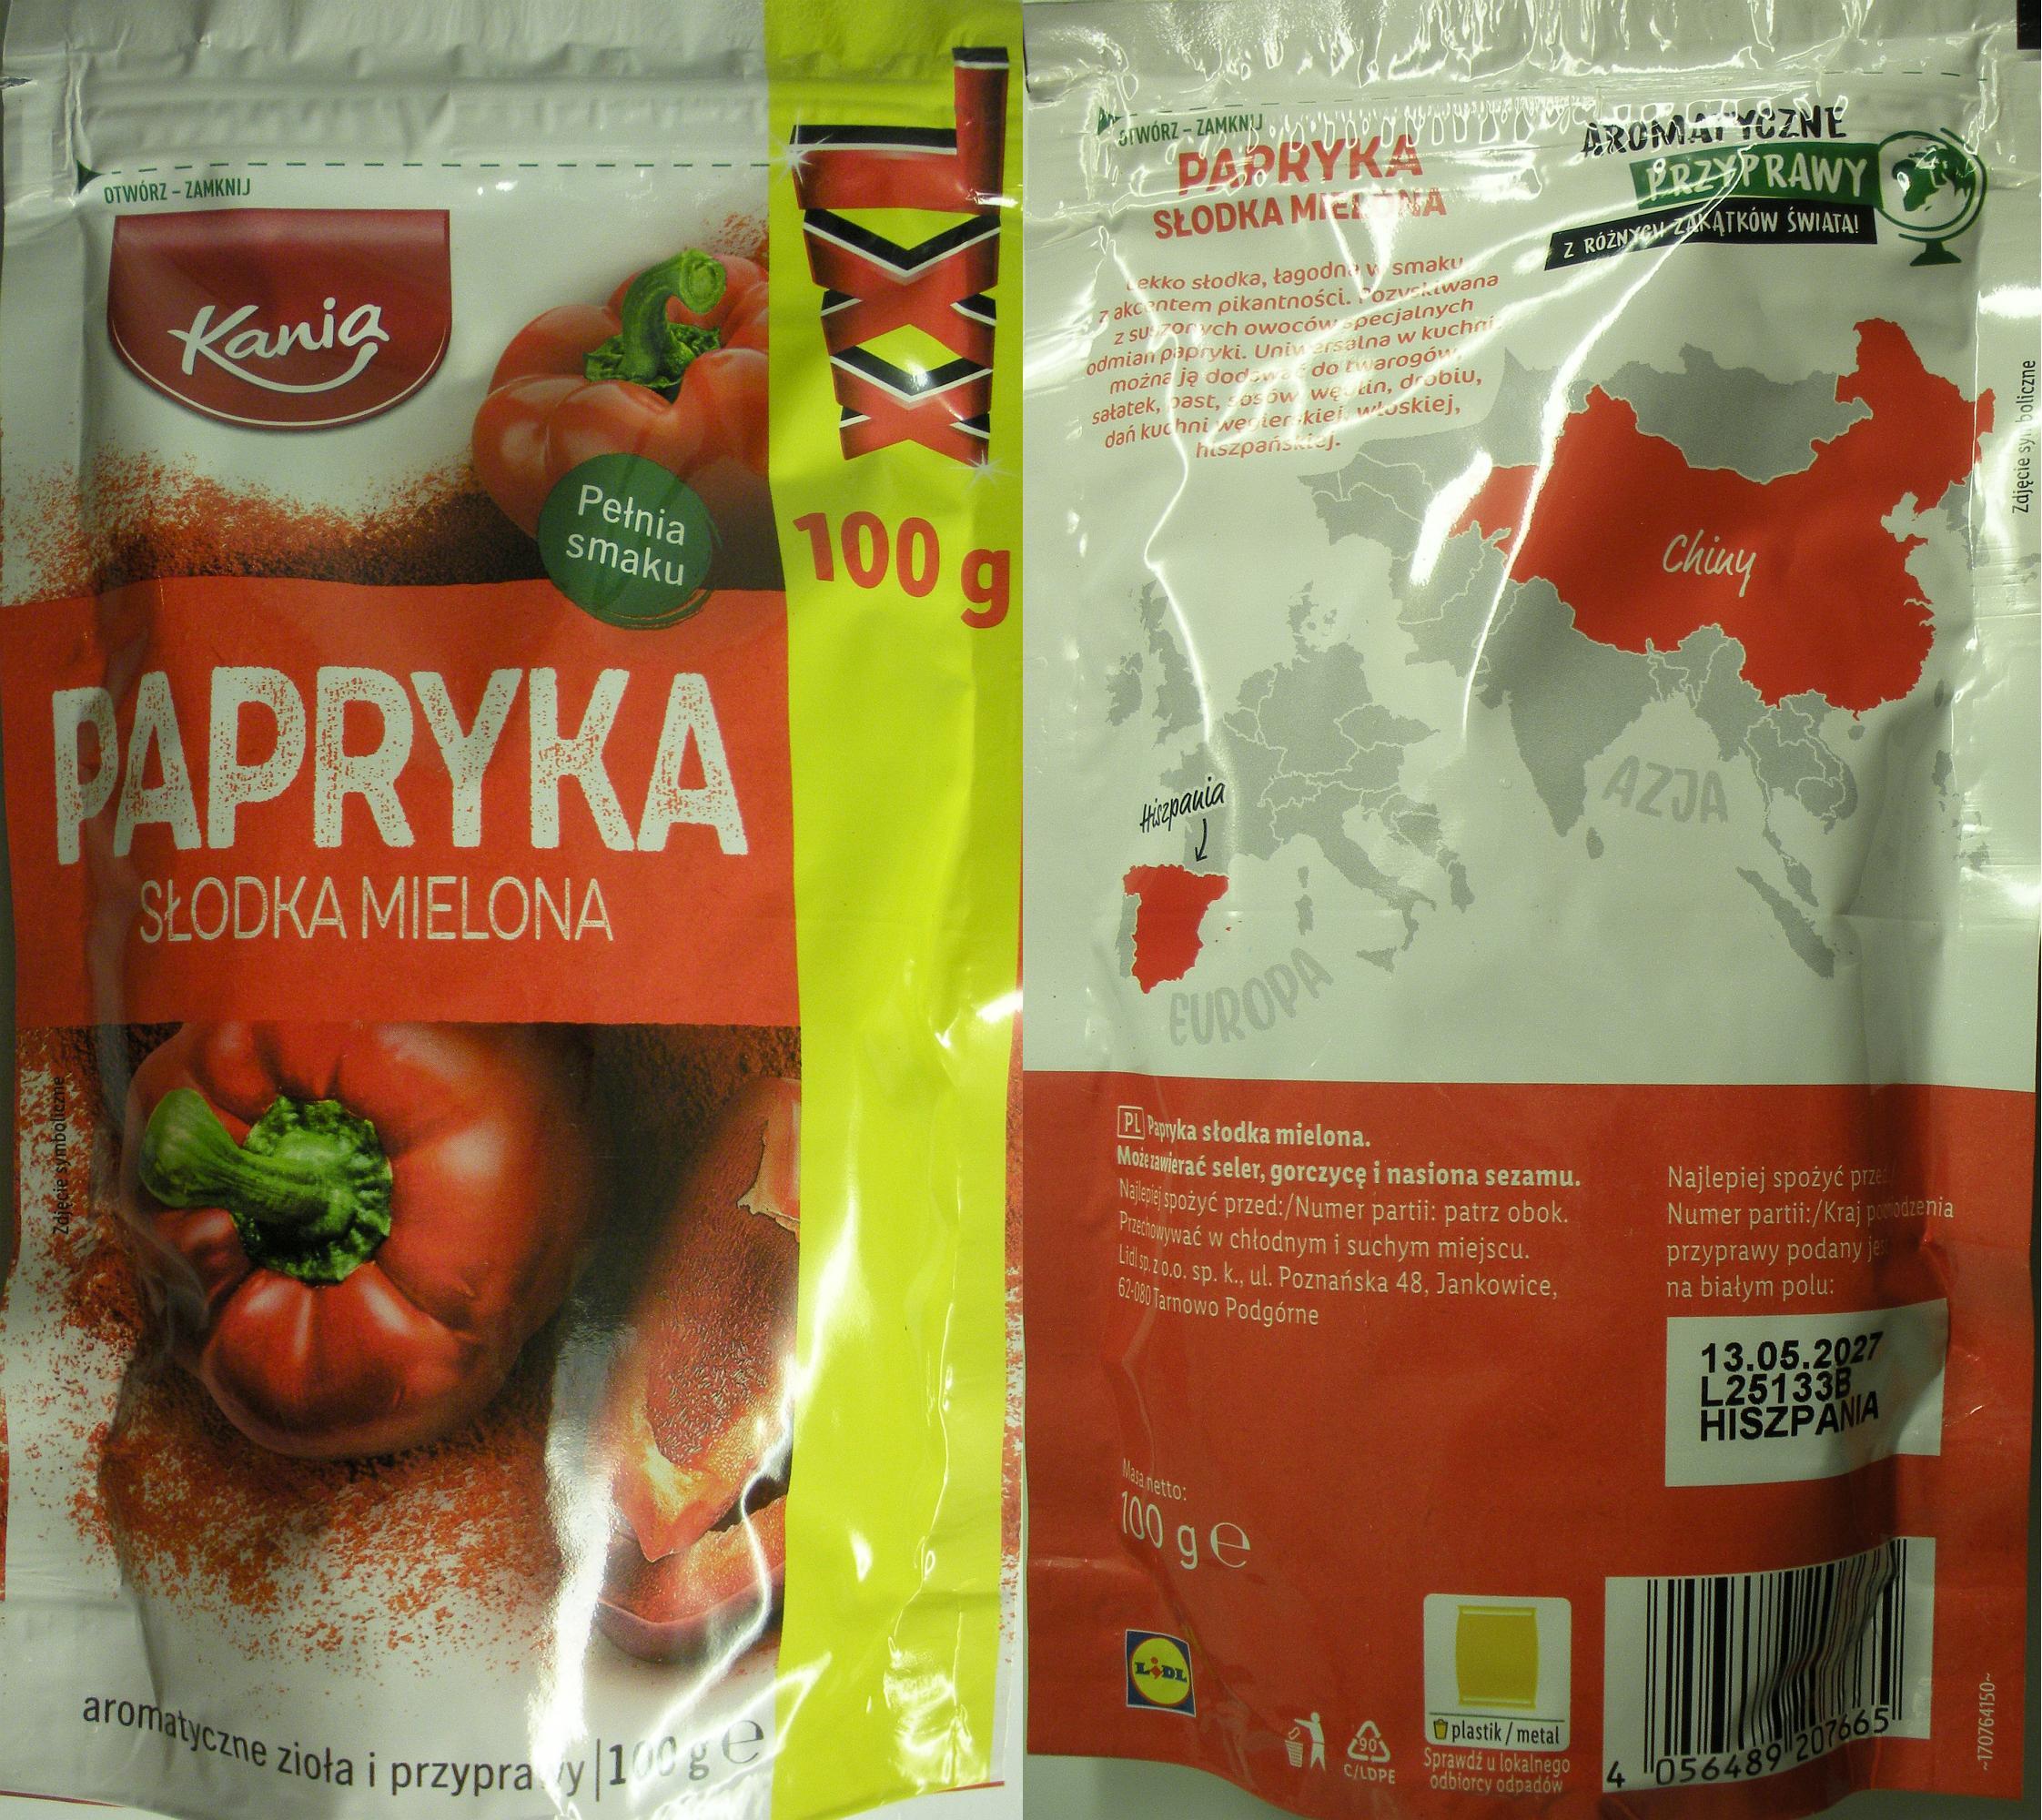 OTWÓRZ – ZAMKNIJ
Kania
XXL
100 g
Pełnia
smaku
PAPRYKA
SŁODKA MIELONA
Zdjęcie symboliczne
aromatyczne zioła i przyprawy | 100 g e
OTWÓRZ – ZAMKNIJ
PAPRYKA
SŁODKA MIELONA
AROMATYCZNE
PRZYPRAWY
Z RÓŻNYCH ZAKĄTKÓW ŚWIATA!
Lekko słodka, łagodna w smaku
z akcentem pikantności. Pozyskiwana
z suszonych owoców specjalnych
odmian papryki. Uniwersalna w kuchni,
można ją dodawać do twarogów,
sałatek, past, sosów, wędlin, drobiu,
dań kuchni węgierskiej, włoskiej,
hiszpańskiej.
Zdjęcie symboliczne
Chiny
AZJA
Hiszpania
EUROPA
PL Papryka słodka mielona.
Może zawierać seler, gorczycę i nasiona sezamu.
Najlepiej spożyć przed:/Numer partii: patrz obok.
Przechowywać w chłodnym i suchym miejscu.
Lidl sp. z o.o. sp. k., ul. Poznańska 48, Jankowice,
62-080 Tarnowo Podgórne
Najlepiej spożyć
Numer partii:/Kraj pochodzenia
przyprawy podany
na białym polu:
13.05.2027
L25133B
HISZPANIA
Masa netto:
100 g e
LIDL
90
C/LDPE
plastik / metal
Sprawdź u lokalnego
odbiorcy odpadów
4 056489 207665
~170764150~